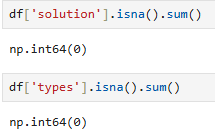 df['solution'].isna().sum()
np.int64(0)
df['types'].isna().sum()
np.int64(0)